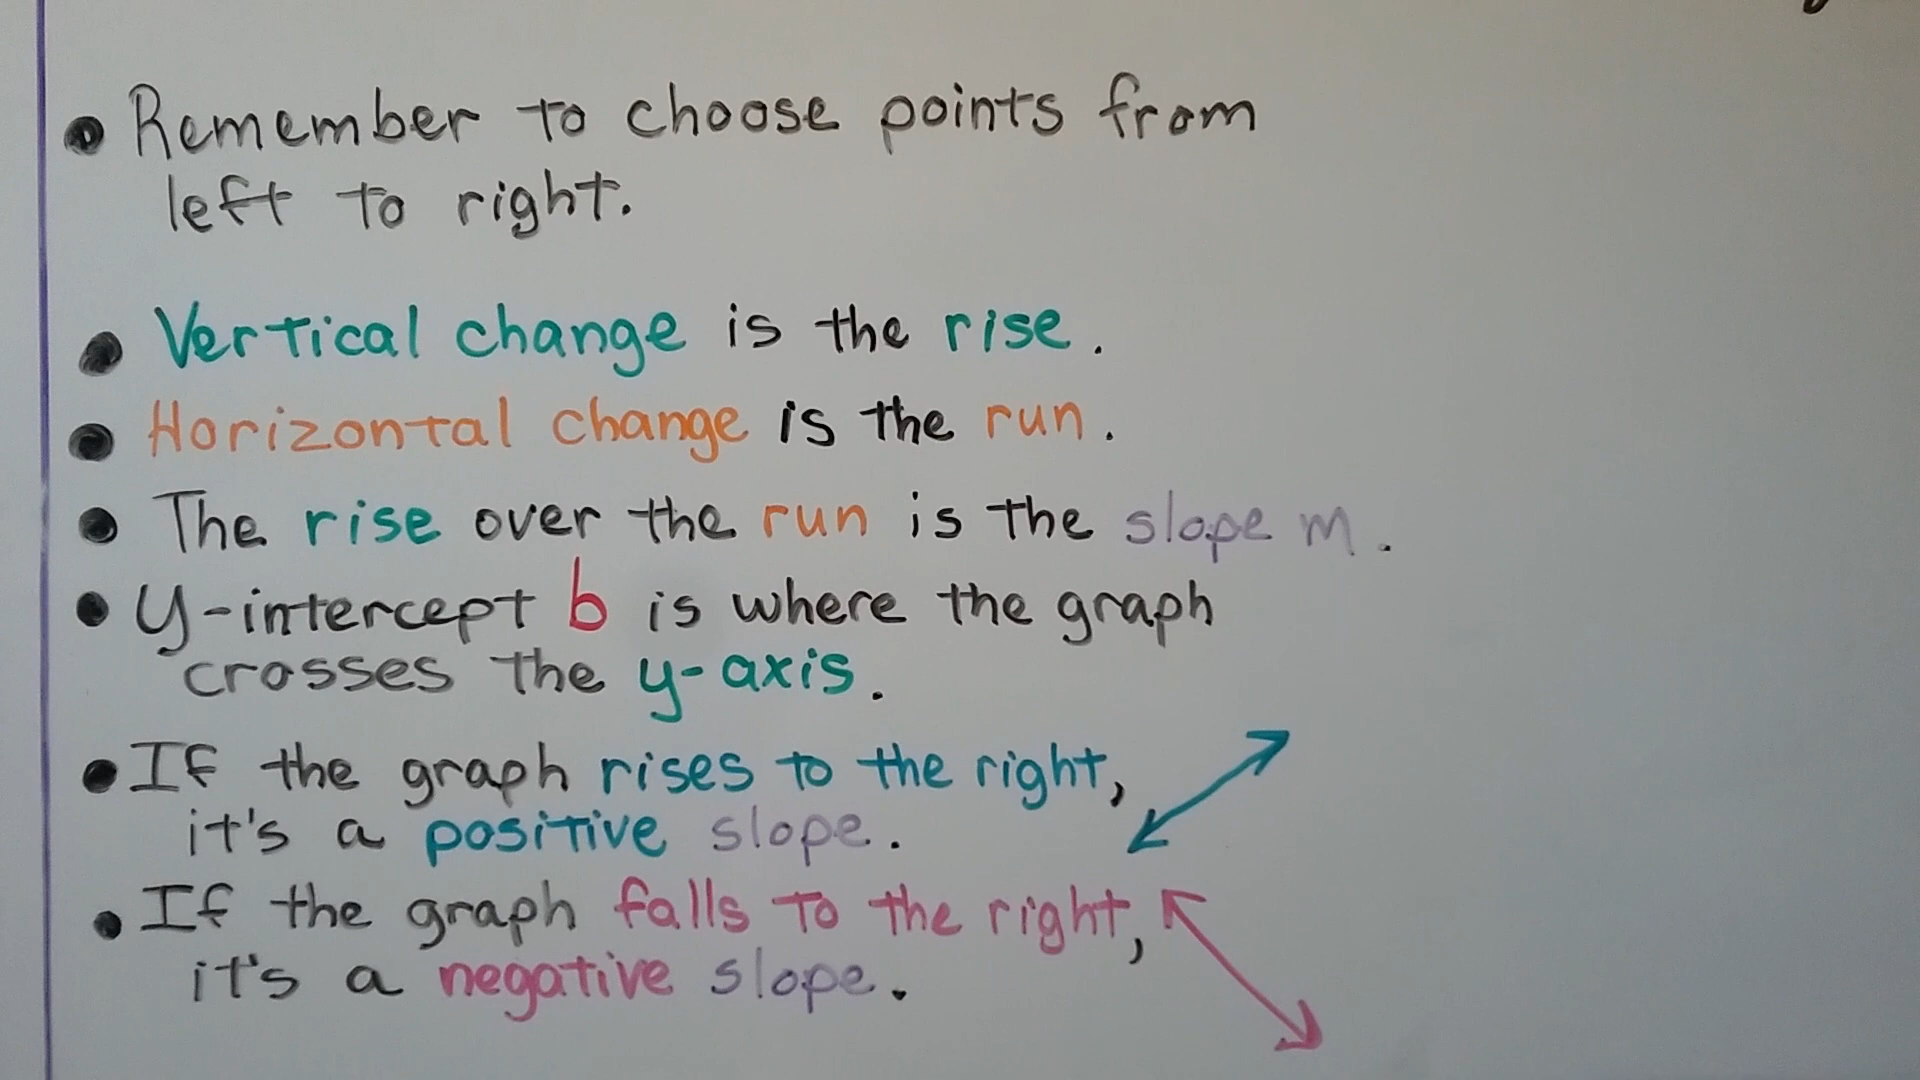 • Remember to choose points from
left to right.
• Vertical change is the rise.
• Horizontal change is the run.
• The rise over the run is the slope m.
• y-intercept b is where the graph
crosses the y-axis.
• If the graph rises to the right,
it's a positive slope.
• If the graph falls to the right,
it's a negative slope.